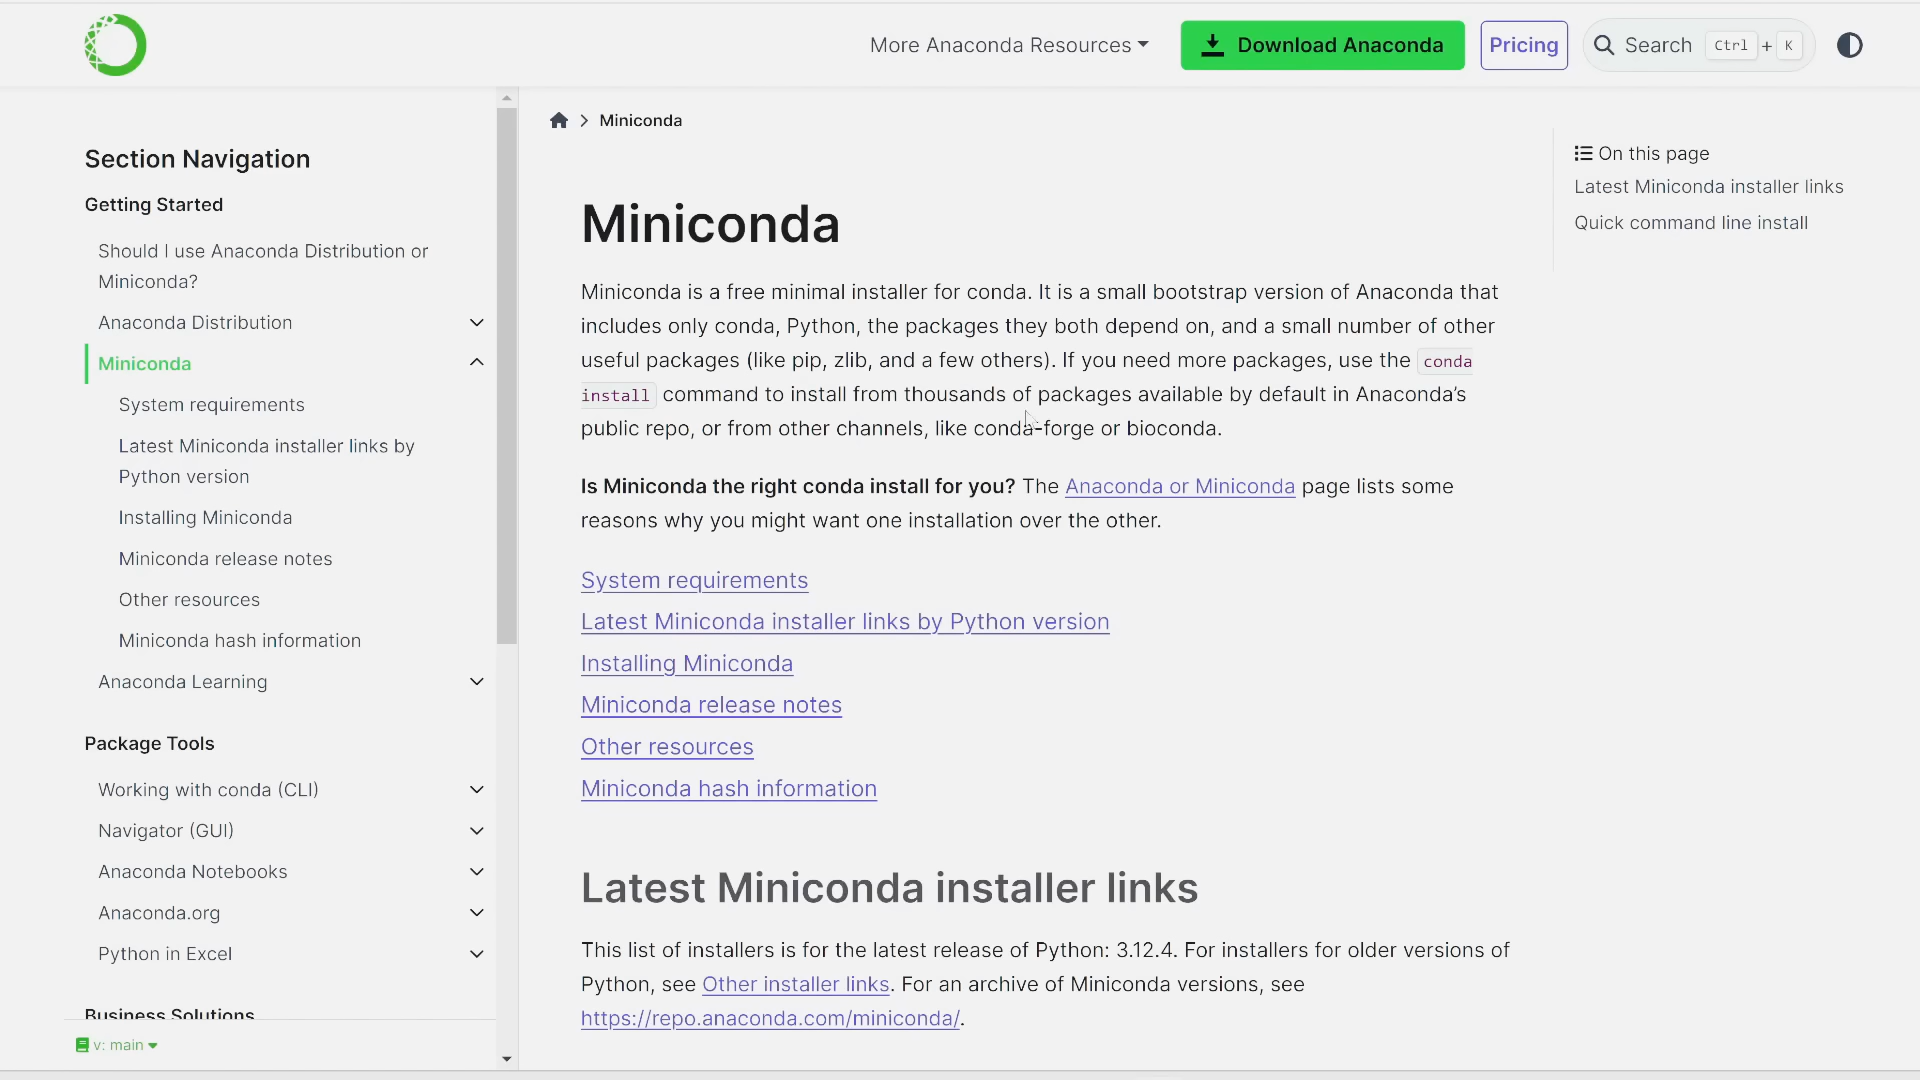 More Anaconda Resources
Download Anaconda
Pricing
Search Ctrl + K
Section Navigation
Getting Started
Should I use Anaconda Distribution or
Miniconda?
Anaconda Distribution
Miniconda
System requirements
Latest Miniconda installer links by
Python version
Installing Miniconda
Miniconda release notes
Other resources
Miniconda hash information
Anaconda Learning
Package Tools
Working with conda (CLI)
Navigator (GUI)
Anaconda Notebooks
Anaconda.org
Python in Excel
Business Solutions
v: main
Miniconda
Miniconda
Miniconda is a free minimal installer for conda. It is a small bootstrap version of Anaconda that
includes only conda, Python, the packages they both depend on, and a small number of other
useful packages (like pip, zlib, and a few others). If you need more packages, use the conda
install command to install from thousands of packages available by default in Anaconda’s
public repo, or from other channels, like conda-forge or bioconda.
Is Miniconda the right conda install for you? The Anaconda or Miniconda page lists some
reasons why you might want one installation over the other.
System requirements
Latest Miniconda installer links by Python version
Installing Miniconda
Miniconda release notes
Other resources
Miniconda hash information
Latest Miniconda installer links
This list of installers is for the latest release of Python: 3.12.4. For installers for older versions of
Python, see Other installer links. For an archive of Miniconda versions, see
https://repo.anaconda.com/miniconda/.
On this page
Latest Miniconda installer links
Quick command line install